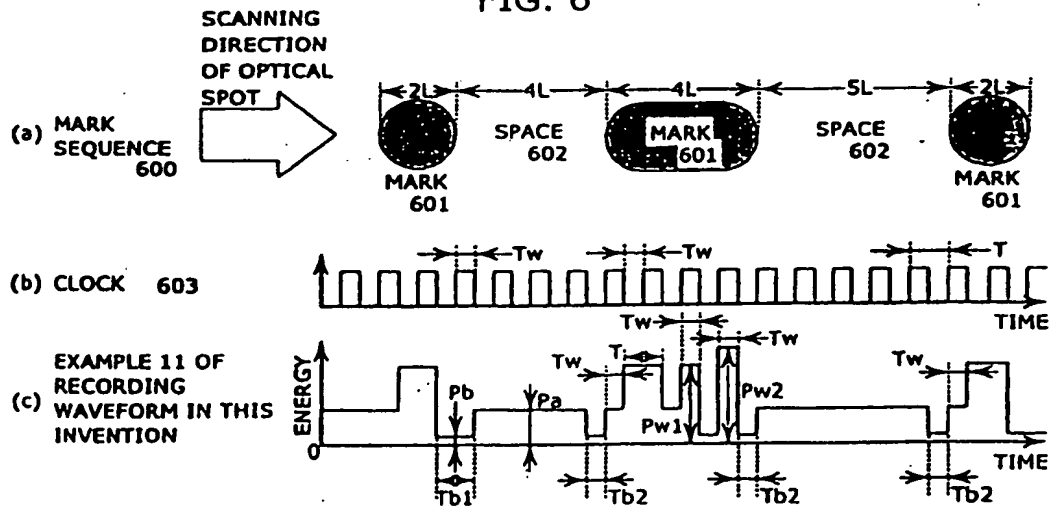 FIG. 6
SCANNING
DIRECTION
OF OPTICAL
SPOT
2L 4L 4L 5L 2L
(a) MARK
SEQUENCE
600
SPACE
602
MARK
601
SPACE
602
MARK
601
MARK
601
Tw Tw T
(b) CLOCK 603
TIME
Tw Tw
EXAMPLE 11 OF
RECORDING
(c) WAVEFORM IN THIS
INVENTION
ENERGY
0
Pb Pa Tw T Pw1 Pw2 Tw
TIME
Tb1 Tb2 Tb2 Tb2